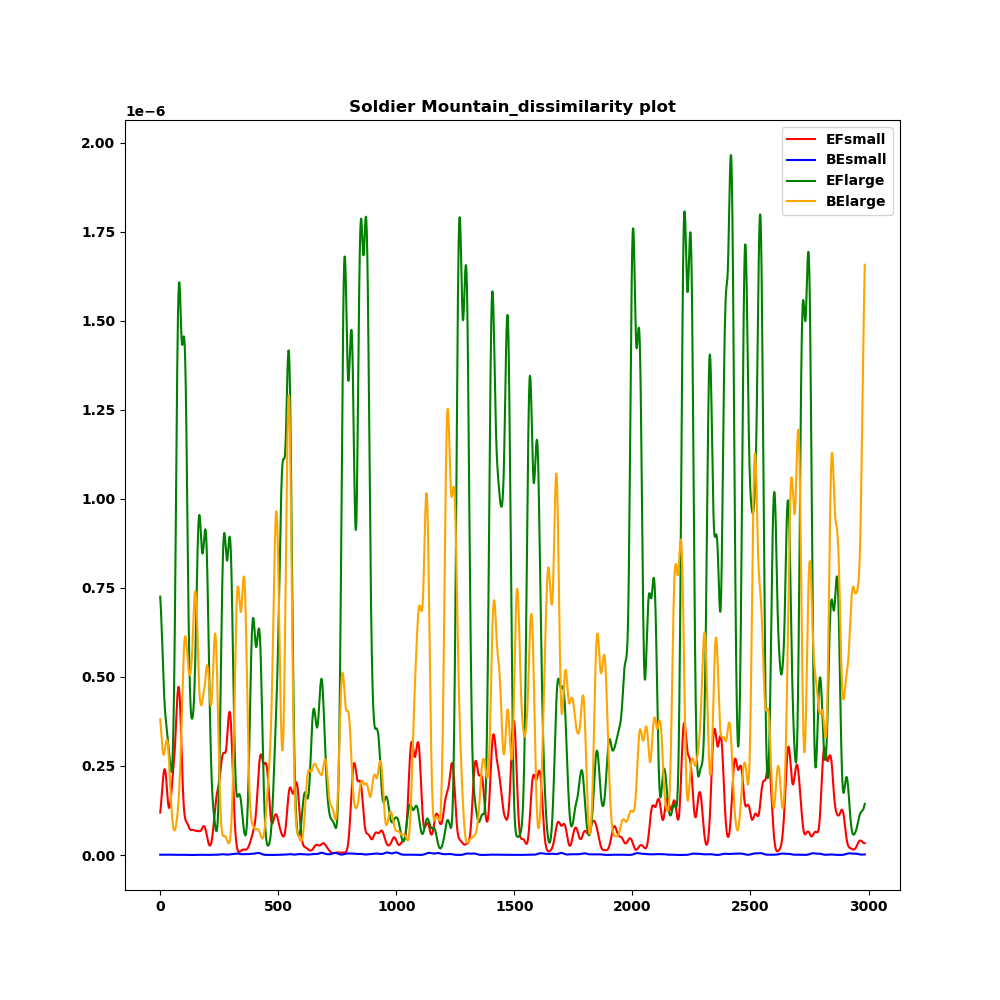 Soldier Mountain_dissimilarity plot
1e−6
2.00
1.75
1.50
1.25
1.00
0.75
0.50
0.25
0.00
EFsmall
BEsmall
EFlarge
BElarge
0 500 1000 1500 2000 2500 3000